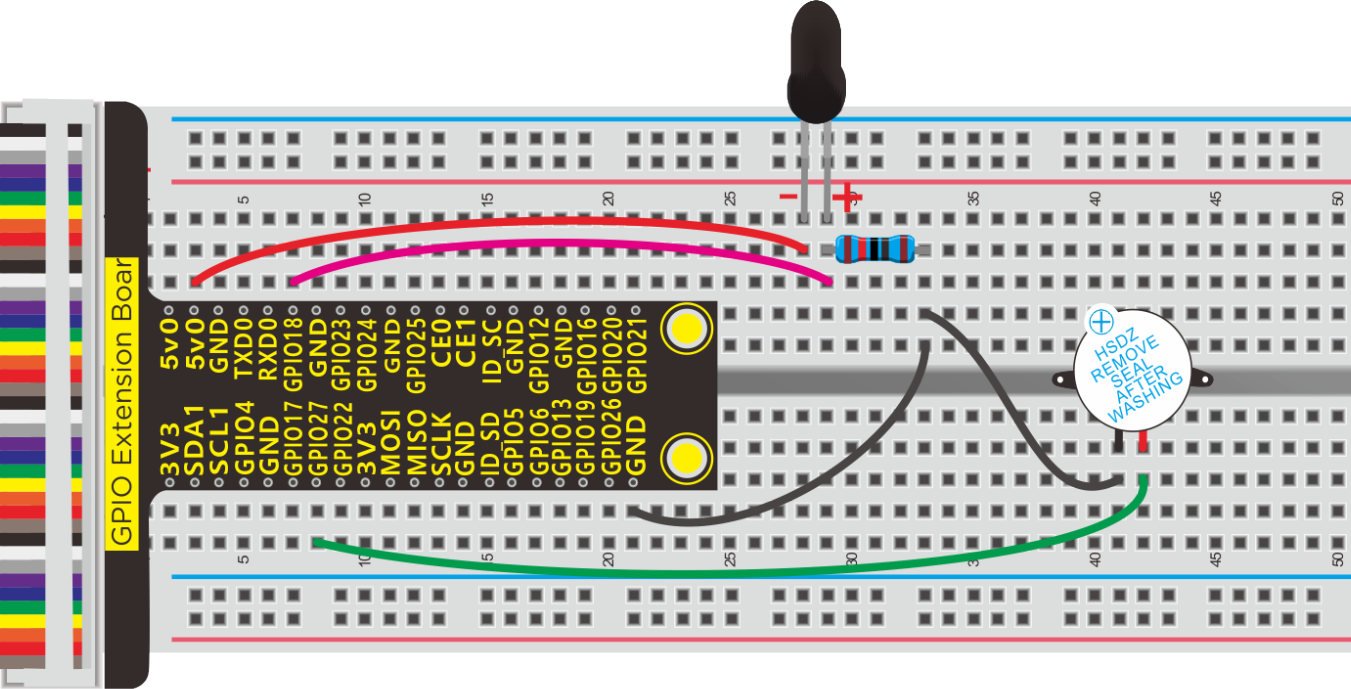 5
10
15
20
25
30
35
40
45
50
GPIO Extension Boar
5v0
5v0
GND
TXD0
RXD0
GPIO18
GND
GPIO23
GPIO24
GND
GPIO25
CE0
CE1
ID_SC
GND
GPIO12
GND
GPIO16
GPIO20
GPIO21
3V3
SDA1
SCL1
GPIO4
GND
GPIO17
GPIO27
GPIO22
3V3
MOSI
MISO
SCLK
GND
ID_SD
GPIO5
GPIO6
GPIO13
GPIO19
GPIO26
GND
HSDZ
REMOVE
SEAL
AFTER
WASHING
5
10
15
20
25
30
35
40
45
50